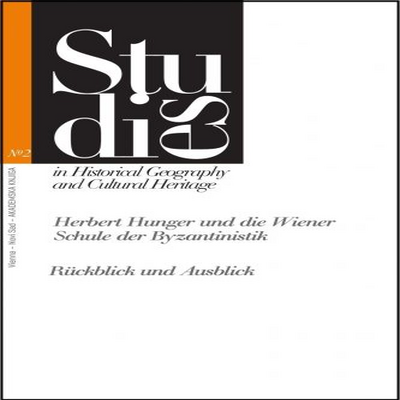 Studies
in Historical Geography
and Cultural Heritage
№2
Vienna – Novi Sad – AKADEMSKA KNJIGA
Herbert Hunger und die Wiener
Schule der Byzantinistik
Rückblick und Ausblick